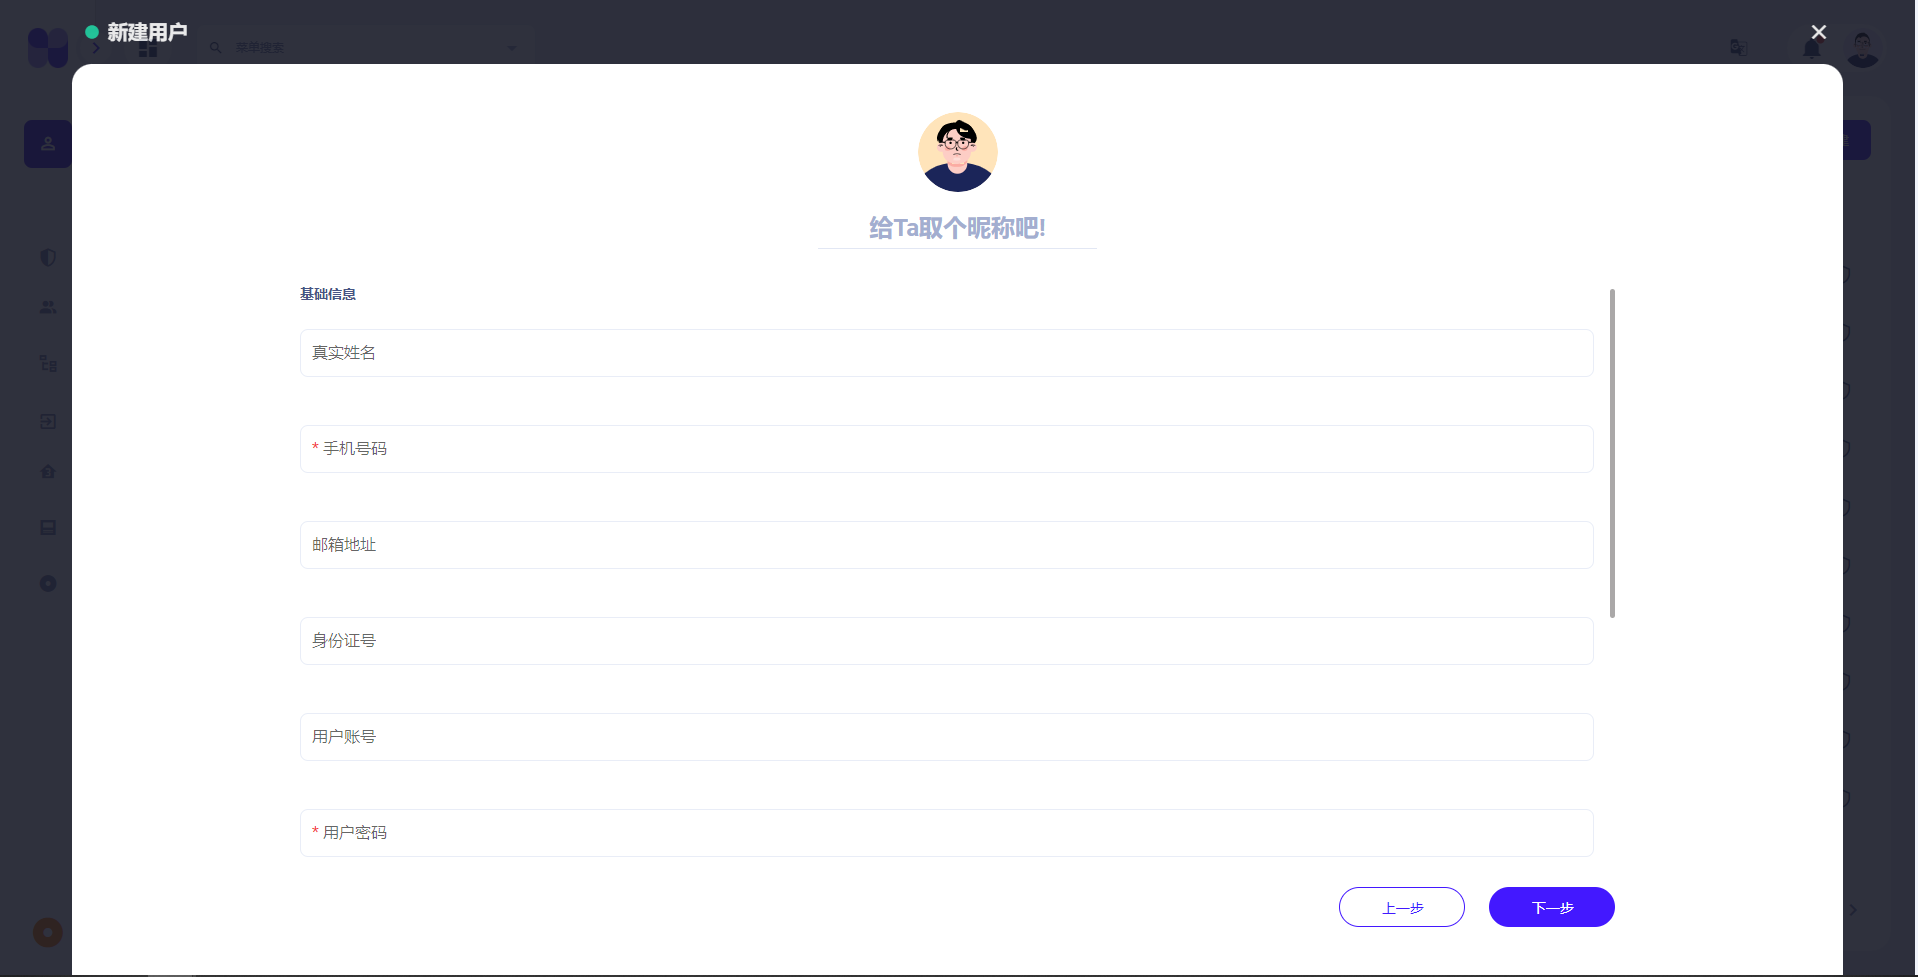 新建用户
菜单搜索
给Ta取个昵称吧!
基础信息
真实姓名
* 手机号码
邮箱地址
身份证号
用户账号
* 用户密码
上一步
下一步